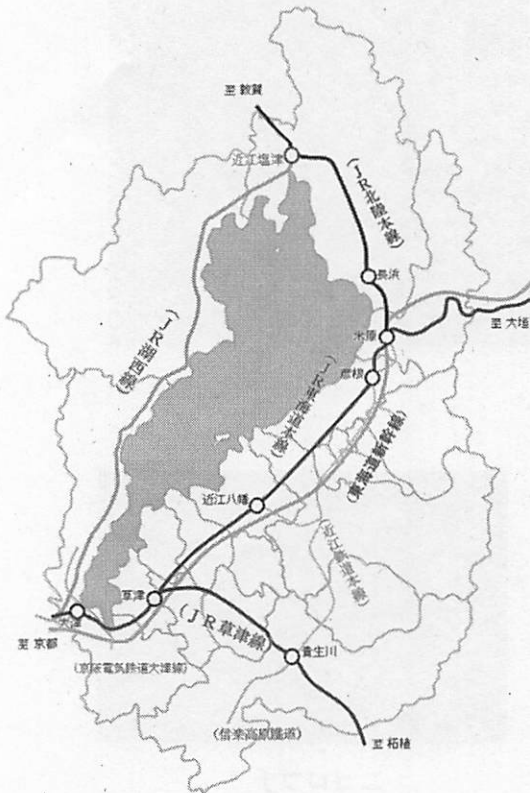 至 敦賀
近江塩津
(JR北陸本線)
長浜
米原
至 大垣
(JR湖西線)
彦根
(JR東海道本線)
(東海道新幹線)
近江八幡
(近江鉄道本線)
草津
大津
至 京都
(JR草津線)
貴生川
(京阪電気鉄道大津線)
(信楽高原鐵道)
至 柘植